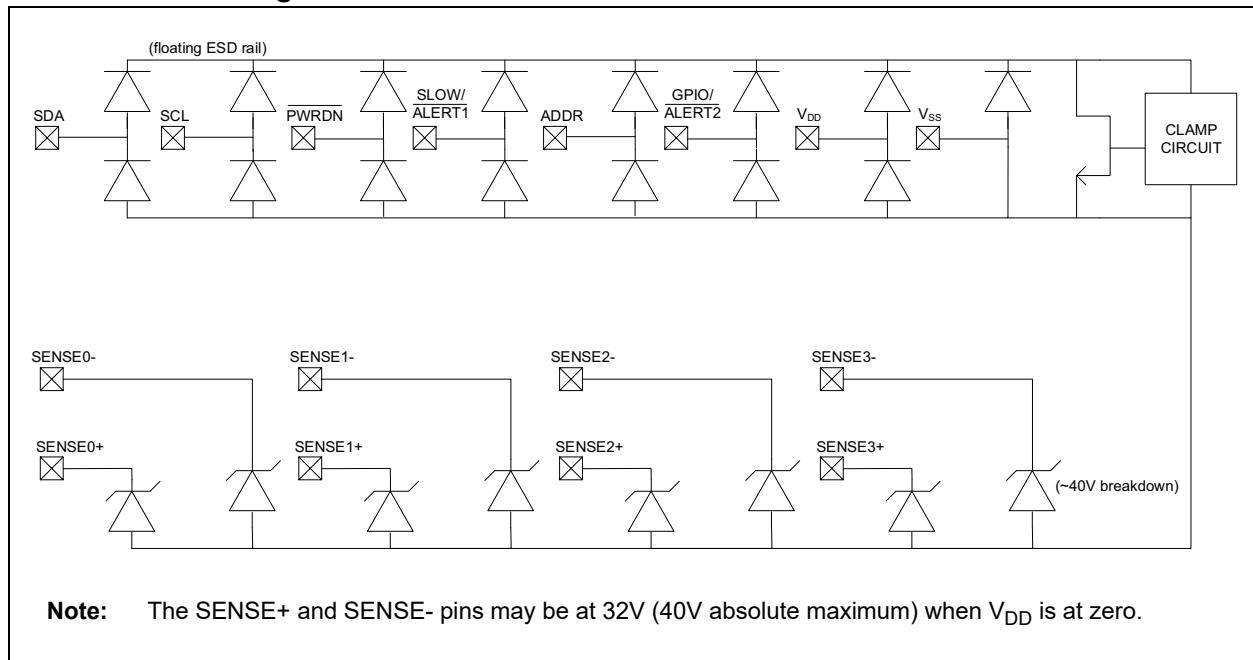 (floating ESD rail)
SDA
SCL
PWRDN
SLOW/
ALERT1
ADDR
GPIO/
ALERT2
VDD
VSS
CLAMP
CIRCUIT
SENSE0-
SENSE1-
SENSE2-
SENSE3-
SENSE0+
SENSE1+
SENSE2+
SENSE3+
(~40V breakdown)
Note: The SENSE+ and SENSE- pins may be at 32V (40V absolute maximum) when VDD is at zero.